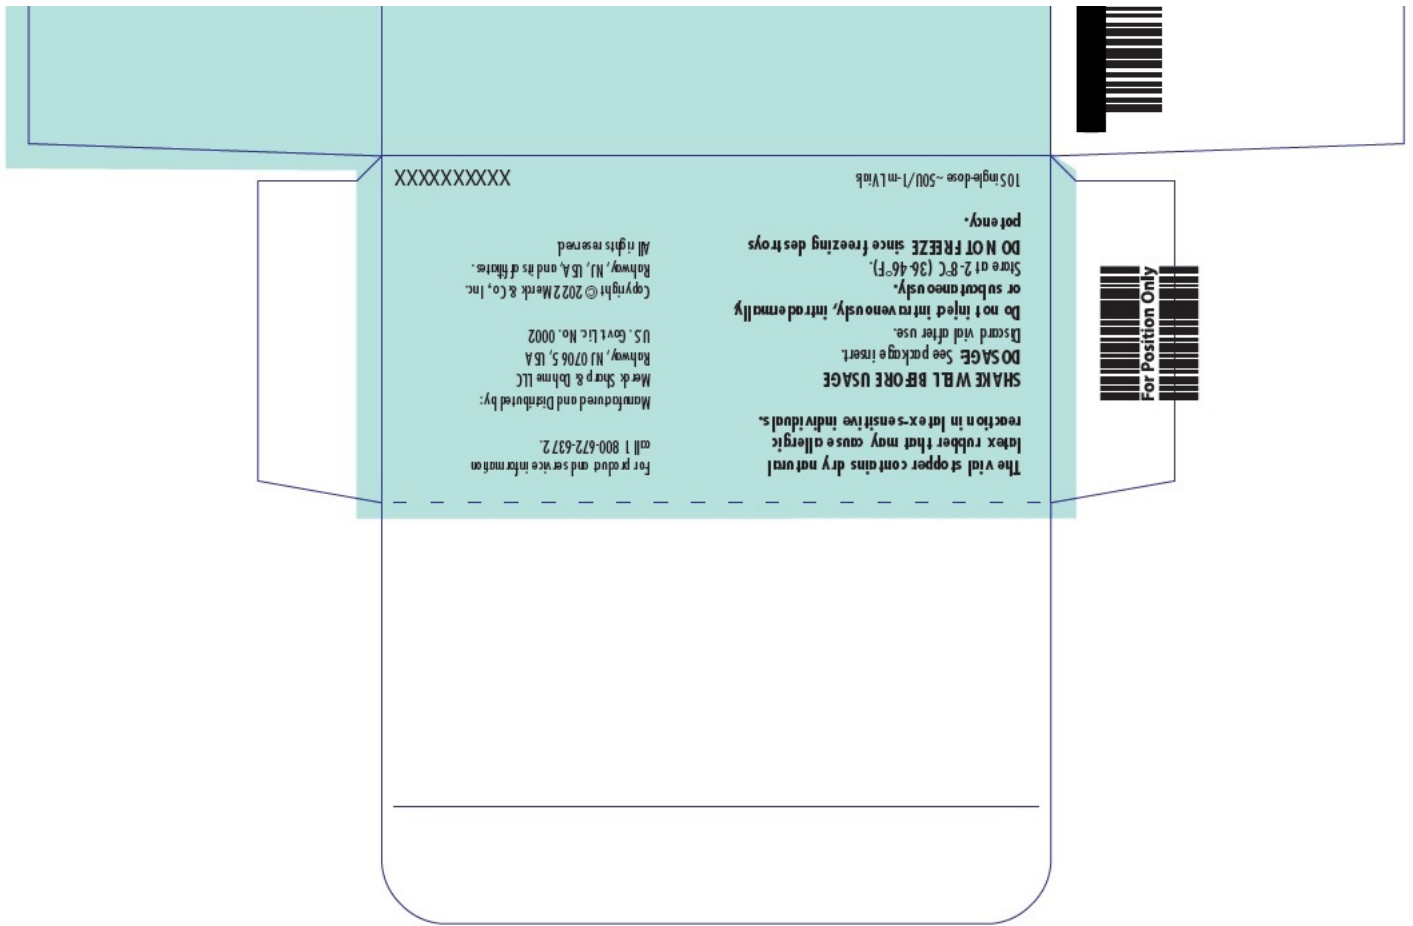 The vial stopper contains dry natural
latex rubber that may cause allergic
reaction in latex-sensitive individuals.
SHAKE WELL BEFORE USAGE
DOSAGE: See package insert.
Discard vial after use.
Do not inject intravenously, intradermally
or subcutaneously.
Store at 2-8°C (36-46°F).
DO NOT FREEZE since freezing destroys
potency.
10 Single-dose ~50U/1-mL Vials
For product and service information
call 1 800-672-6372.
Manufactured and Distributed by:
Merck Sharp & Dohme LLC
Rahway, NJ 07065, USA
U.S. Govt. Lic. No. 0002
Copyright © 2022 Merck & Co., Inc.
Rahway, NJ, USA, and its affiliates.
All rights reserved.
XXXXXXXXXX
For Position Only